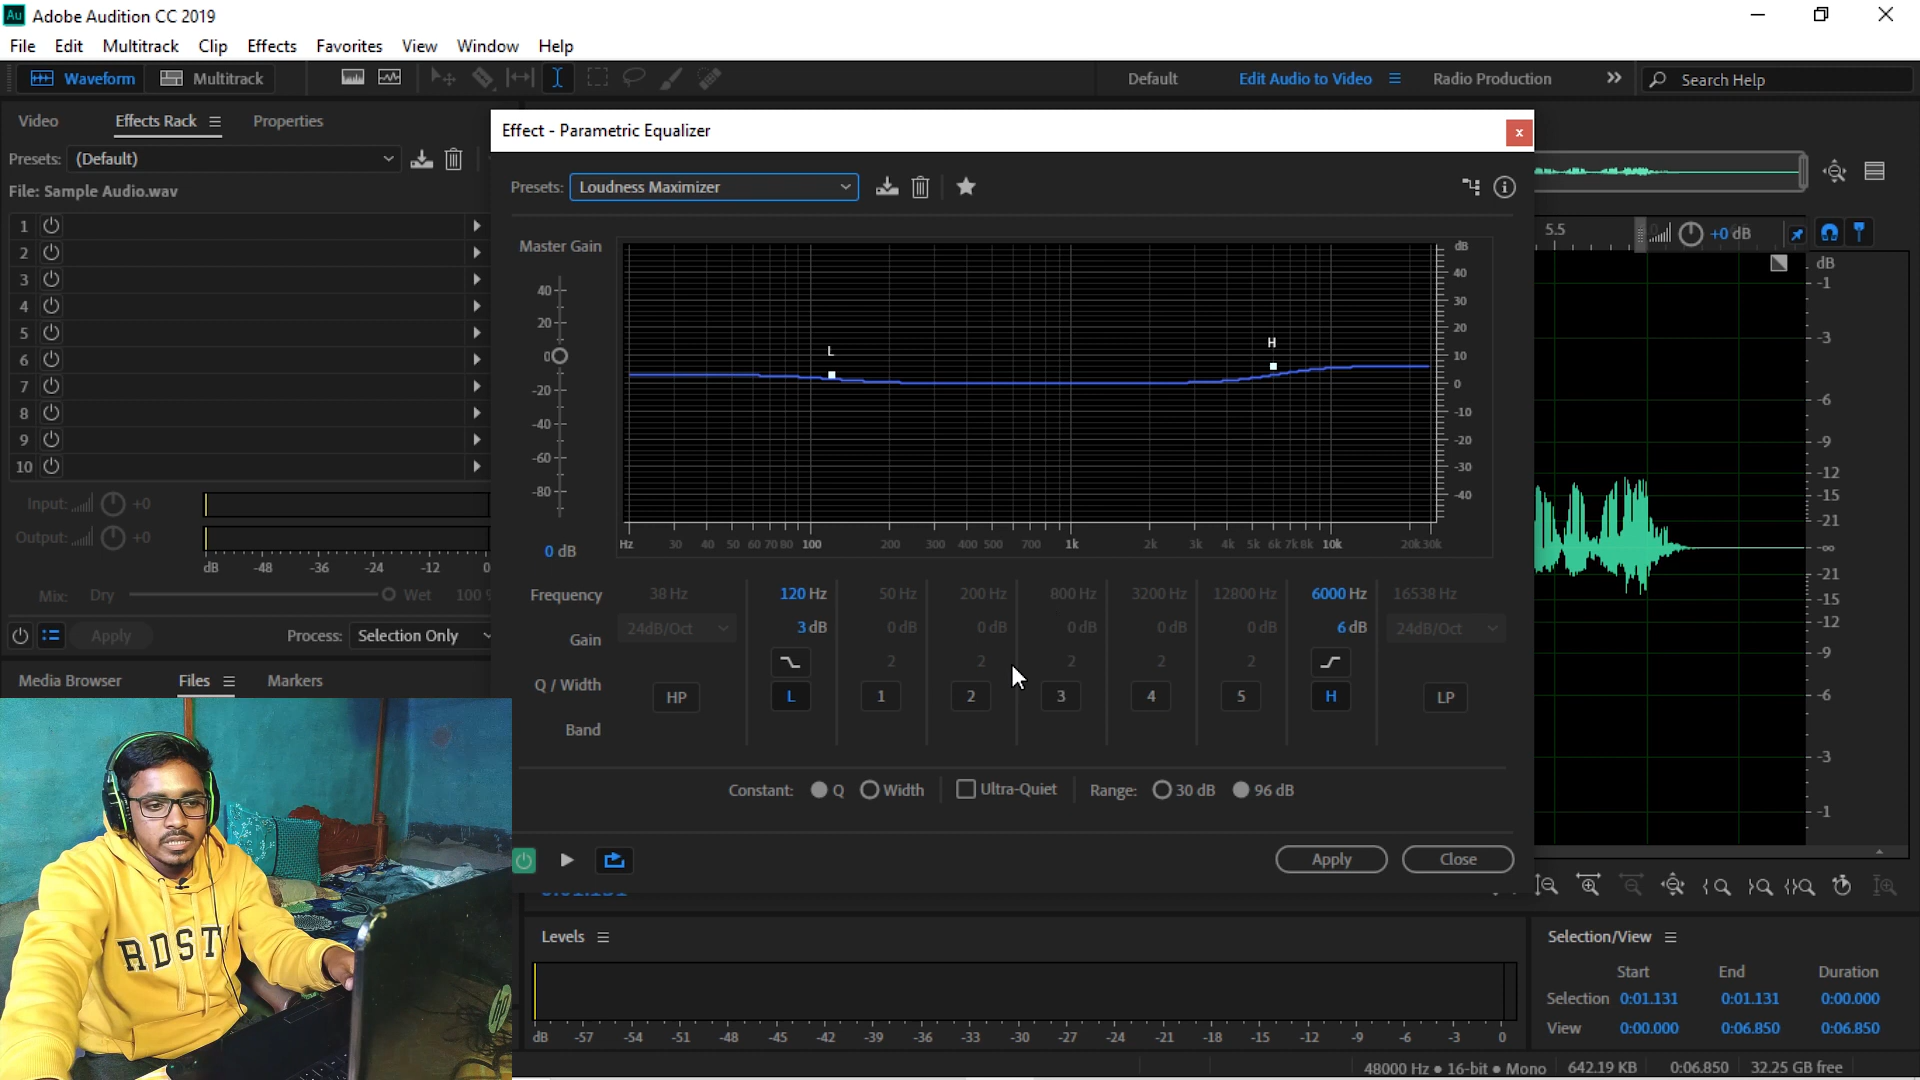 Au Adobe Audition CC 2019
File Edit Multitrack Clip Effects Favorites View Window Help
Waveform Multitrack Default Edit Audio to Video Radio Production Search Help
Video Effects Rack Properties
Presets: (Default)
File: Sample Audio.wav
1
2
3
4
5
6
7
8
9
10
Input: +0
Output: +0
dB -48 -36 -24 -12 0
Mix: Dry Wet 100 %
Apply Process: Selection Only
Media Browser Files Markers
Effect - Parametric Equalizer x
Presets: Loudness Maximizer
Master Gain
40
20
0
-20
-40
-60
-80
0 dB
L
H
dB
40
30
20
10
0
-10
-20
-30
-40
Hz 30 40 50 60 70 80 100 200 300 400 500 700 1k 2k 3k 4k 5k 6k 7k 8k 10k 20k 30k
Frequency 38 Hz 120 Hz 50 Hz 200 Hz 800 Hz 3200 Hz 12800 Hz 6000 Hz 16538 Hz
Gain 24dB/Oct 3 dB 0 dB 0 dB 0 dB 0 dB 0 dB 6 dB 24dB/Oct
Q / Width 2 2 2 2 2
Band HP L 1 2 3 4 5 H LP
Constant: Q Width Ultra-Quiet Range: 30 dB 96 dB
Apply Close
5.5 +0 dB
dB
-1
-3
-6
-9
-12
-15
-21
-∞
-21
-15
-12
-9
-6
-3
-1
Levels
dB -57 -54 -51 -48 -45 -42 -39 -36 -33 -30 -27 -24 -21 -18 -15 -12 -9 -6 -3 0
Selection/View
Start End Duration
Selection 0:01.131 0:01.131 0:00.000
View 0:00.000 0:06.850 0:06.850
48000 Hz • 16-bit • Mono 642.19 KB 0:06.850 32.25 GB free
RDST
hp